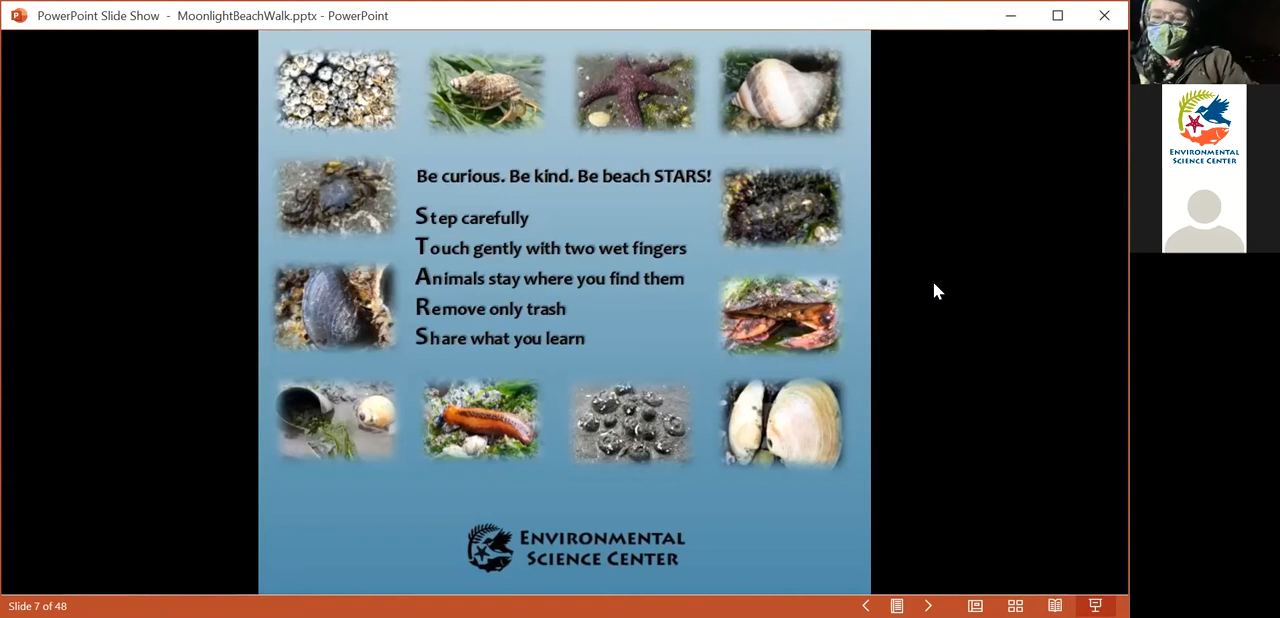 PowerPoint Slide Show - MoonlightBeachWalk.pptx - PowerPoint
ENVIRONMENTAL
SCIENCE CENTER
Be curious. Be kind. Be beach STARS!
Step carefully
Touch gently with two wet fingers
Animals stay where you find them
Remove only trash
Share what you learn
ENVIRONMENTAL
SCIENCE CENTER
Slide 7 of 48